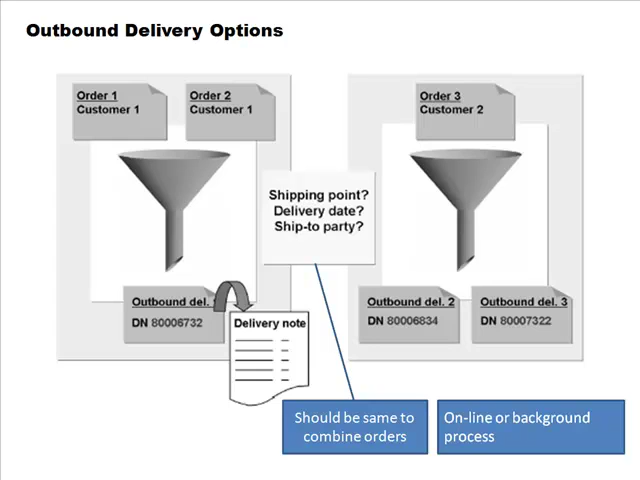 Outbound Delivery Options
Order 1
Customer 1
Order 2
Customer 1
Order 3
Customer 2
Shipping point?
Delivery date?
Ship-to party?
Outbound del.
DN 80006732
Delivery note
Outbound del. 2
DN 80006834
Outbound del. 3
DN 80007322
Should be same to
combine orders
On-line or background
process